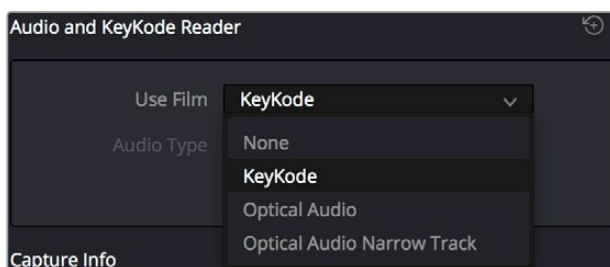 Audio and KeyKode Reader
Use Film KeyKode
Audio Type None
KeyKode
Optical Audio
Optical Audio Narrow Track
Capture Info